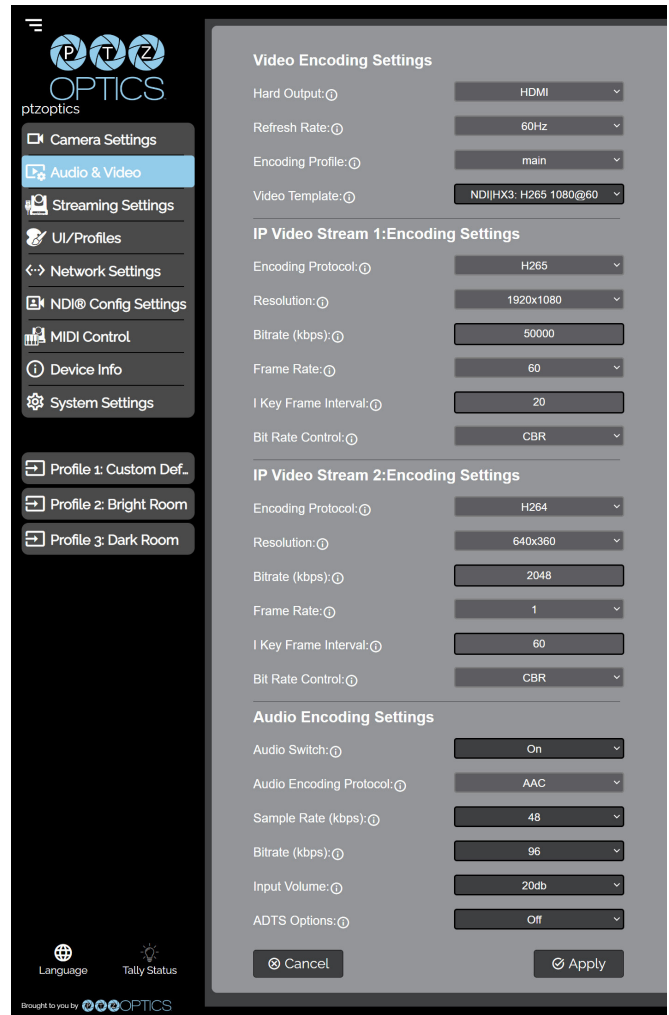 PTZ
OPTICS
ptzoptics
Camera Settings
Audio & Video
Streaming Settings
UI/Profiles
Network Settings
NDI® Config Settings
MIDI Control
Device Info
System Settings
Profile 1: Custom Def...
Profile 2: Bright Room
Profile 3: Dark Room
Language
Tally Status
Brought to you by PTZOPTICS
Video Encoding Settings
Hard Output: HDMI
Refresh Rate: 60Hz
Encoding Profile: main
Video Template: NDI|HX3: H265 1080@60
IP Video Stream 1:Encoding Settings
Encoding Protocol: H265
Resolution: 1920x1080
Bitrate (kbps): 50000
Frame Rate: 60
I Key Frame Interval: 20
Bit Rate Control: CBR
IP Video Stream 2:Encoding Settings
Encoding Protocol: H264
Resolution: 640x360
Bitrate (kbps): 2048
Frame Rate: 1
I Key Frame Interval: 60
Bit Rate Control: CBR
Audio Encoding Settings
Audio Switch: On
Audio Encoding Protocol: AAC
Sample Rate (kbps): 48
Bitrate (kbps): 96
Input Volume: 20db
ADTS Options: Off
Cancel
Apply